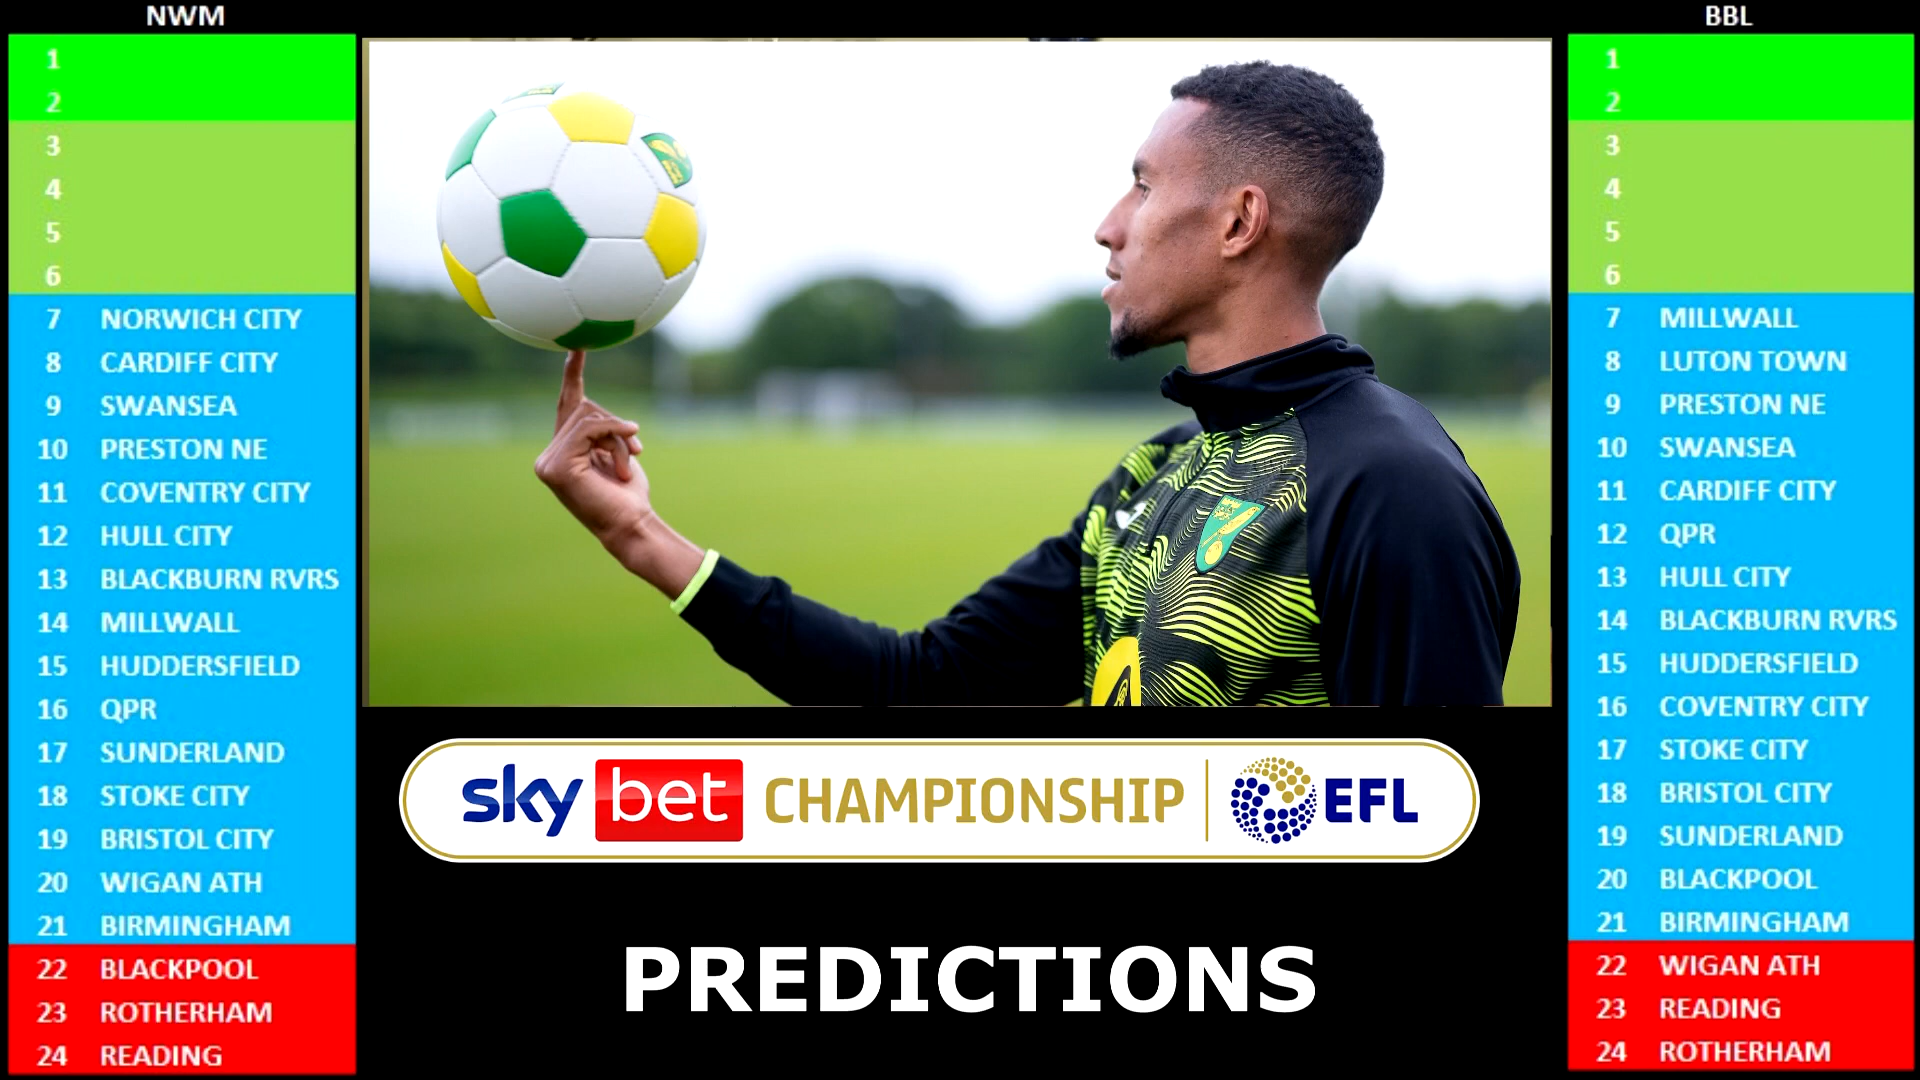 NWM
1
2
3
4
5
6
7 NORWICH CITY
8 CARDIFF CITY
9 SWANSEA
10 PRESTON NE
11 COVENTRY CITY
12 HULL CITY
13 BLACKBURN RVRS
14 MILLWALL
15 HUDDERSFIELD
16 QPR
17 SUNDERLAND
18 STOKE CITY
19 BRISTOL CITY
20 WIGAN ATH
21 BIRMINGHAM
22 BLACKPOOL
23 ROTHERHAM
24 READING
sky bet CHAMPIONSHIP EFL
PREDICTIONS
BBL
1
2
3
4
5
6
7 MILLWALL
8 LUTON TOWN
9 PRESTON NE
10 SWANSEA
11 CARDIFF CITY
12 QPR
13 HULL CITY
14 BLACKBURN RVRS
15 HUDDERSFIELD
16 COVENTRY CITY
17 STOKE CITY
18 BRISTOL CITY
19 SUNDERLAND
20 BLACKPOOL
21 BIRMINGHAM
22 WIGAN ATH
23 READING
24 ROTHERHAM